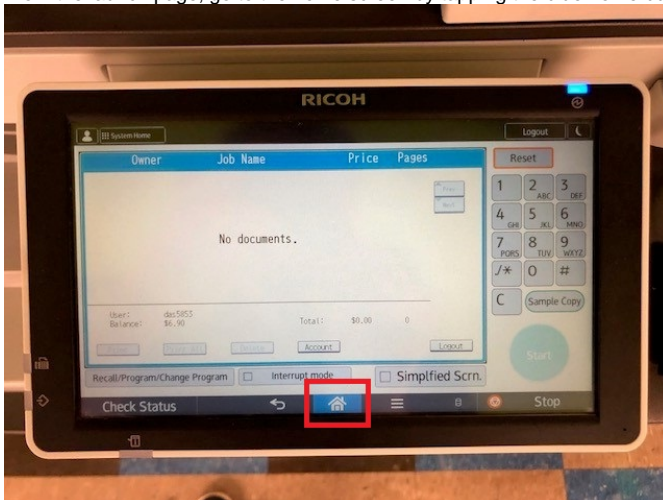 RICOH
System Home
Logout
Owner Job Name Price Pages
Reset
No documents.
1 2 ABC 3 DEF
4 GHI 5 JKL 6 MNO
7 PQRS 8 TUV 9 WXYZ
./* 0 #
C Sample Copy
User: das5055
Balance: $6.90
Total: $0.00 0
Account
Logout
Start
Recall/Program/Change Program
Interrupt mode
Simplfied Scrn.
Check Status
Stop